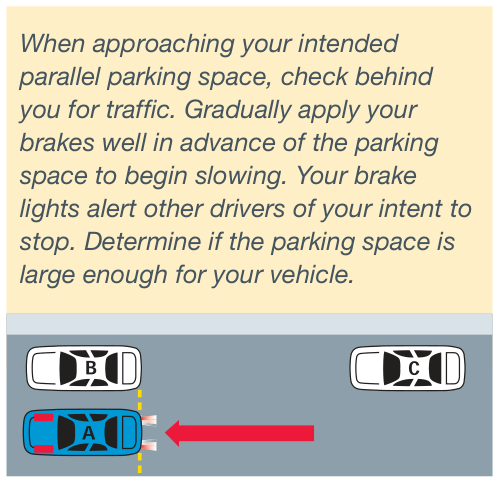 When approaching your intended
parallel parking space, check behind
you for traffic. Gradually apply your
brakes well in advance of the parking
space to begin slowing. Your brake
lights alert other drivers of your intent to
stop. Determine if the parking space is
large enough for your vehicle.
B
C
A